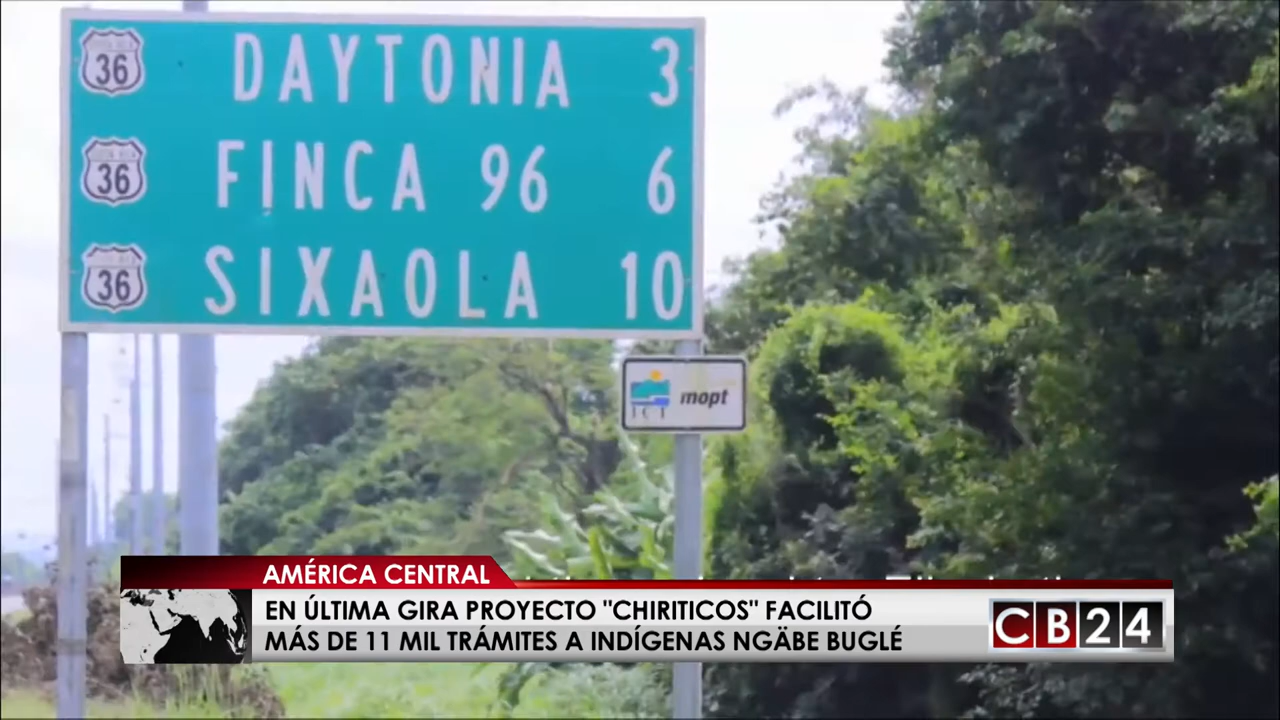 36 DAYTONIA 3
36 FINCA 96 6
36 SIXAOLA 10
ICT mopt
AMÉRICA CENTRAL
EN ÚLTIMA GIRA PROYECTO "CHIRITICOS" FACILITÓ
MÁS DE 11 MIL TRÁMITES A INDÍGENAS NGÄBE BUGLÉ
CB24